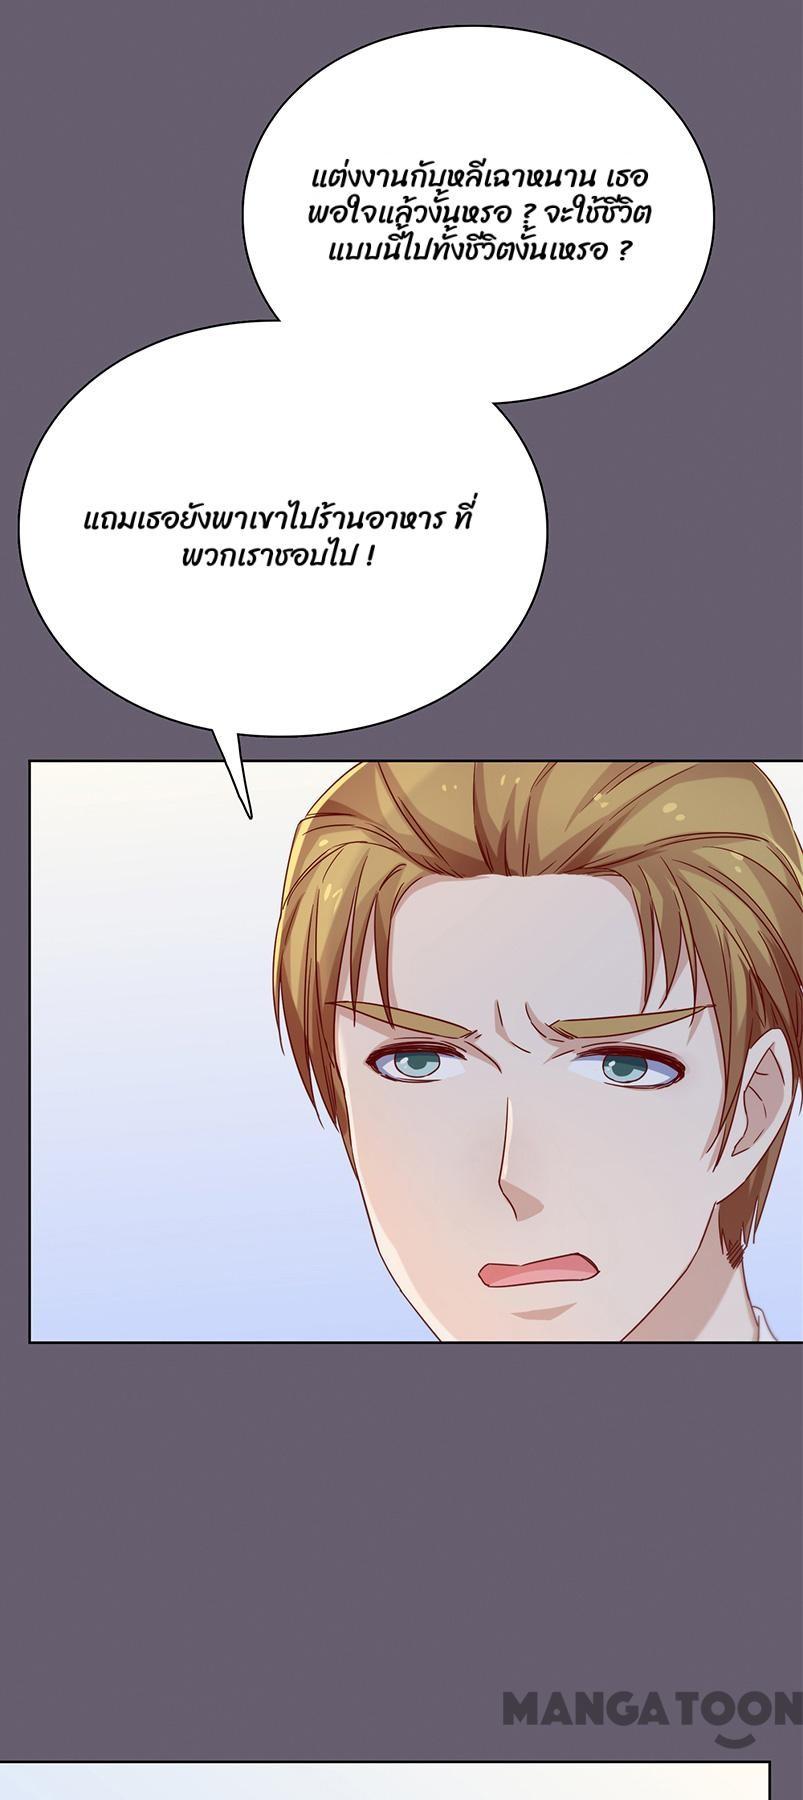 แต่งงานกับหลีเฉาหนาน เธอ
พอใจแล้วงั้นหรอ ? จะใช้ชีวิต
แบบนี้ไปทั้งชีวิตงั้นเหรอ ?
แถมเธอยังพาเขาไปร้านอาหาร ที่
พวกเราชอบไป !
MANGA TOON